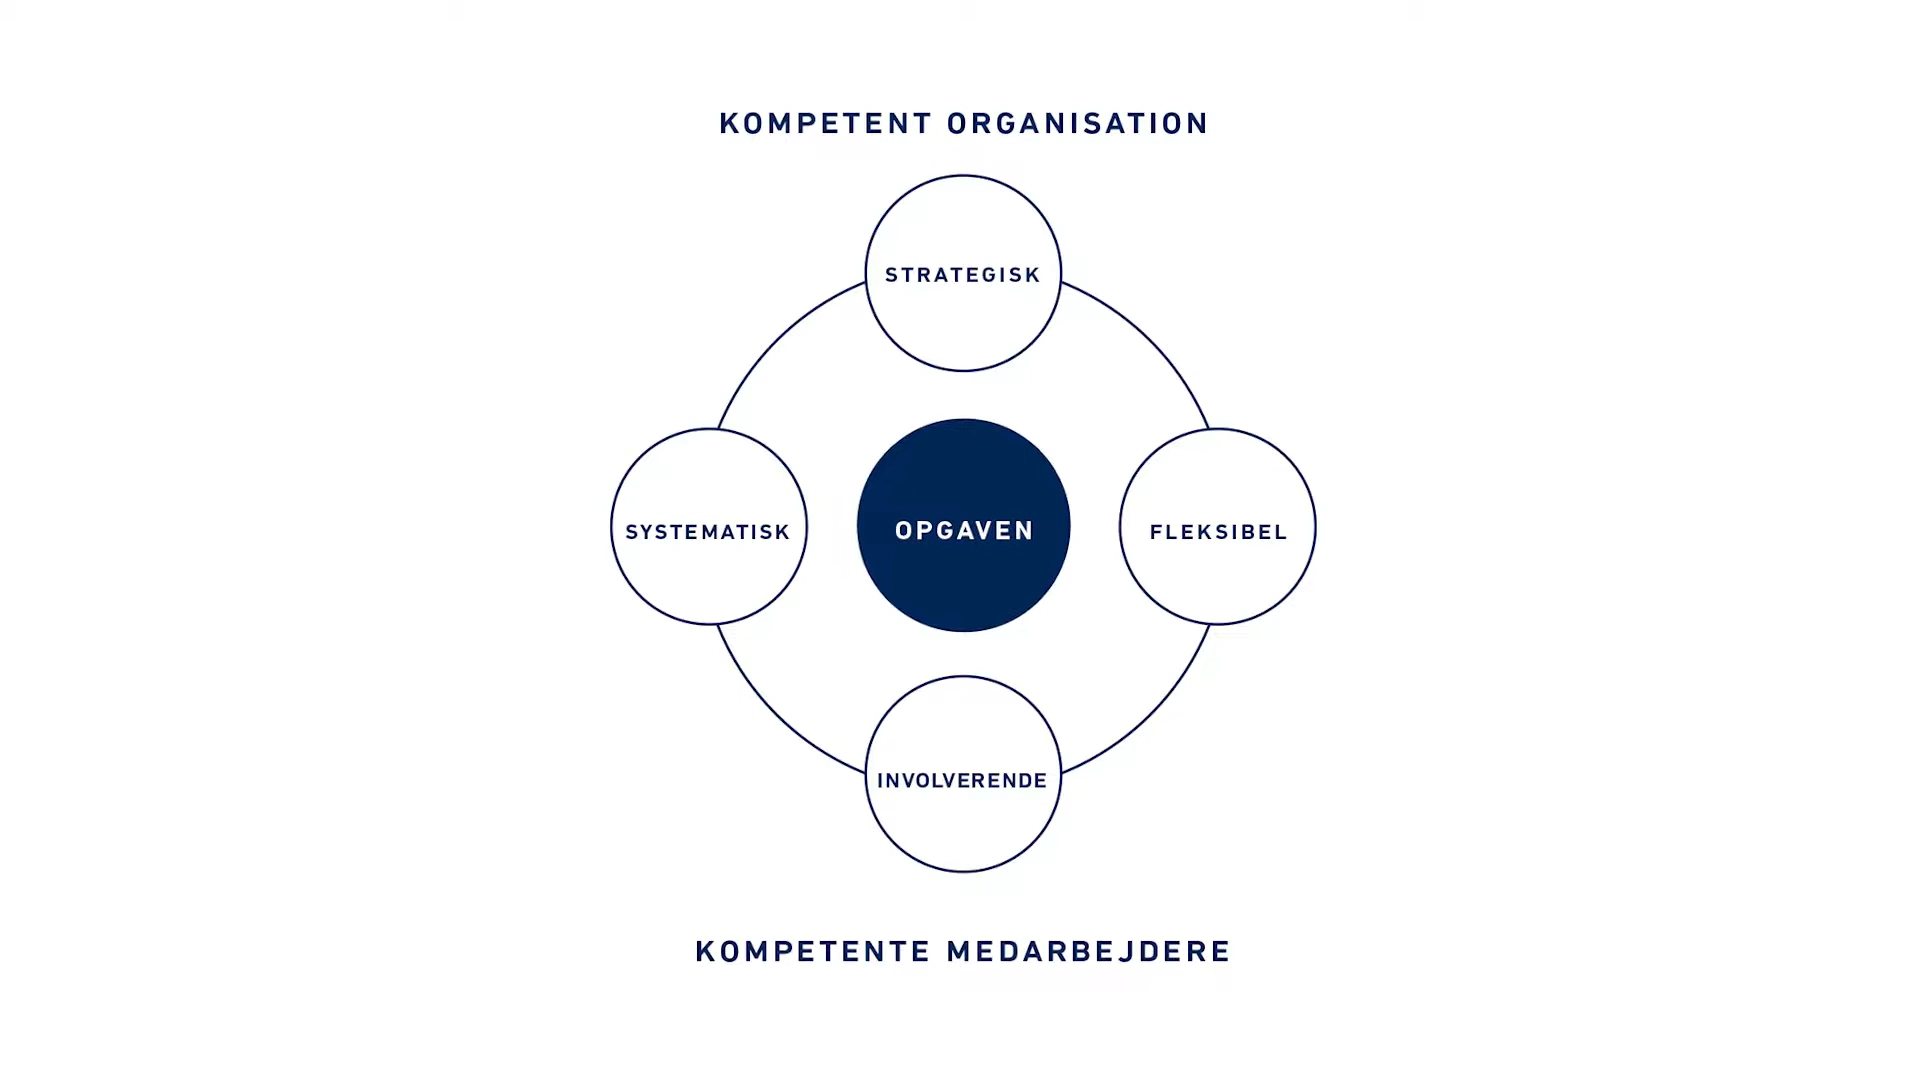 KOMPETENT ORGANISATION
STRATEGISK
SYSTEMATISK
OPGAVEN
FLEKSIBEL
INVOLVERENDE
KOMPETENTE MEDARBEJDERE